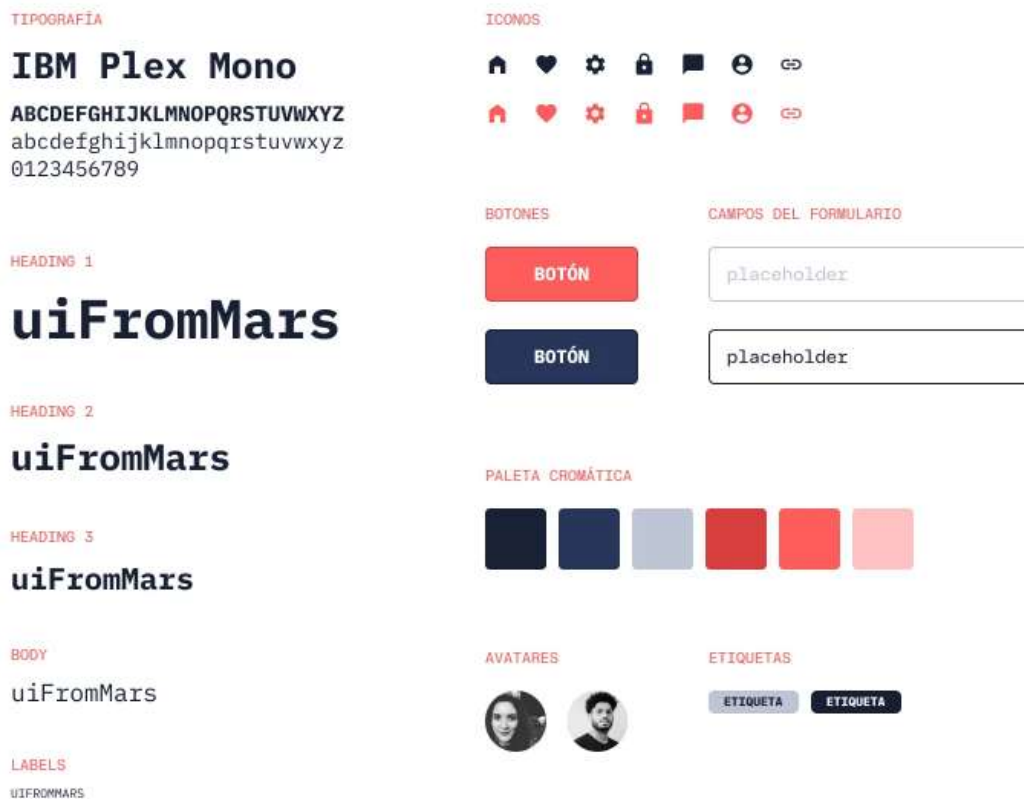 TIPOGRAFÍA
IBM Plex Mono
ABCDEFGHIJKLMNOPQRSTUVWXYZ
abcdefghijklmnopqrstuvwxyz
0123456789
HEADING 1
uiFromMars
HEADING 2
uiFromMars
HEADING 3
uiFromMars
BODY
uiFromMars
LABELS
UIFROMMARS
ICONOS
BOTONES
BOTÓN
BOTÓN
CAMPOS DEL FORMULARIO
placeholder
placeholder
PALETA CROMÁTICA
AVATARES
ETIQUETAS
ETIQUETA
ETIQUETA